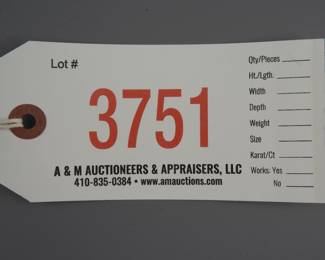 Lot #
3751
A & M AUCTIONEERS & APPRAISERS, LLC
410-835-0384 • www.amauctions.com
Qty/Pieces
Ht./Lgth.
Width
Depth
Weight
Size
Karat/Ct
Works: Yes
No